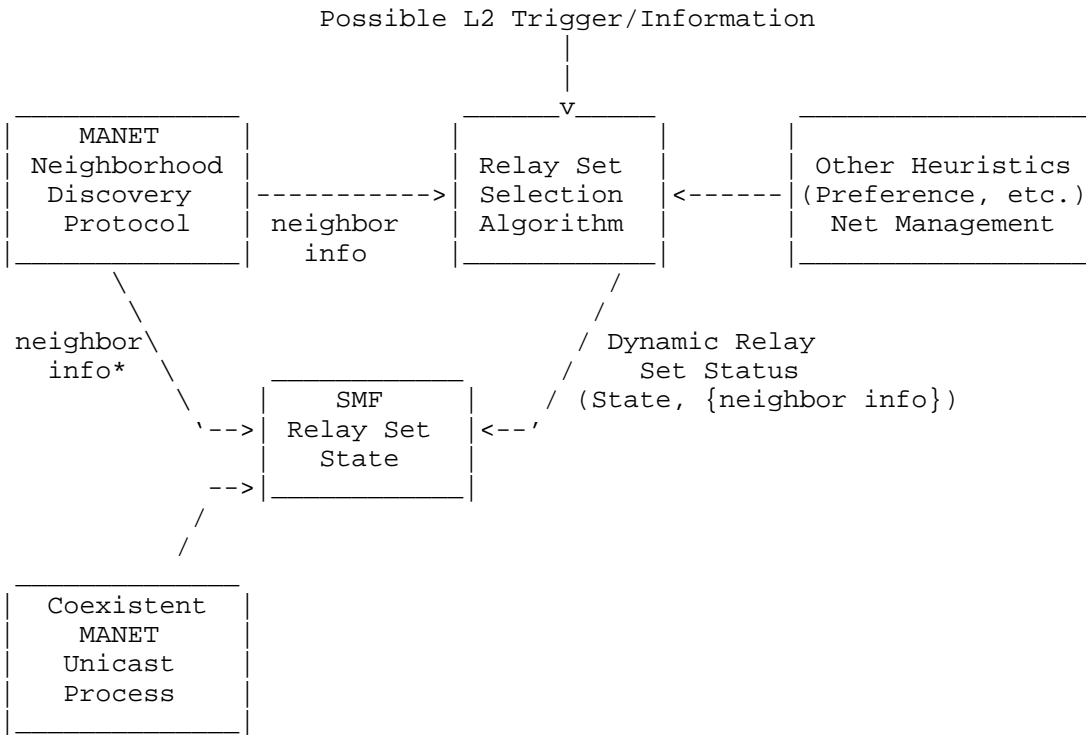 Possible L2 Trigger/Information
MANET
Neighborhood
Discovery
Protocol
neighbor
info
Relay Set
Selection
Algorithm
Other Heuristics
(Preference, etc.)
Net Management
neighbor
info*
Dynamic Relay
Set Status
(State, {neighbor info})
SMF
Relay Set
State
Coexistent
MANET
Unicast
Process